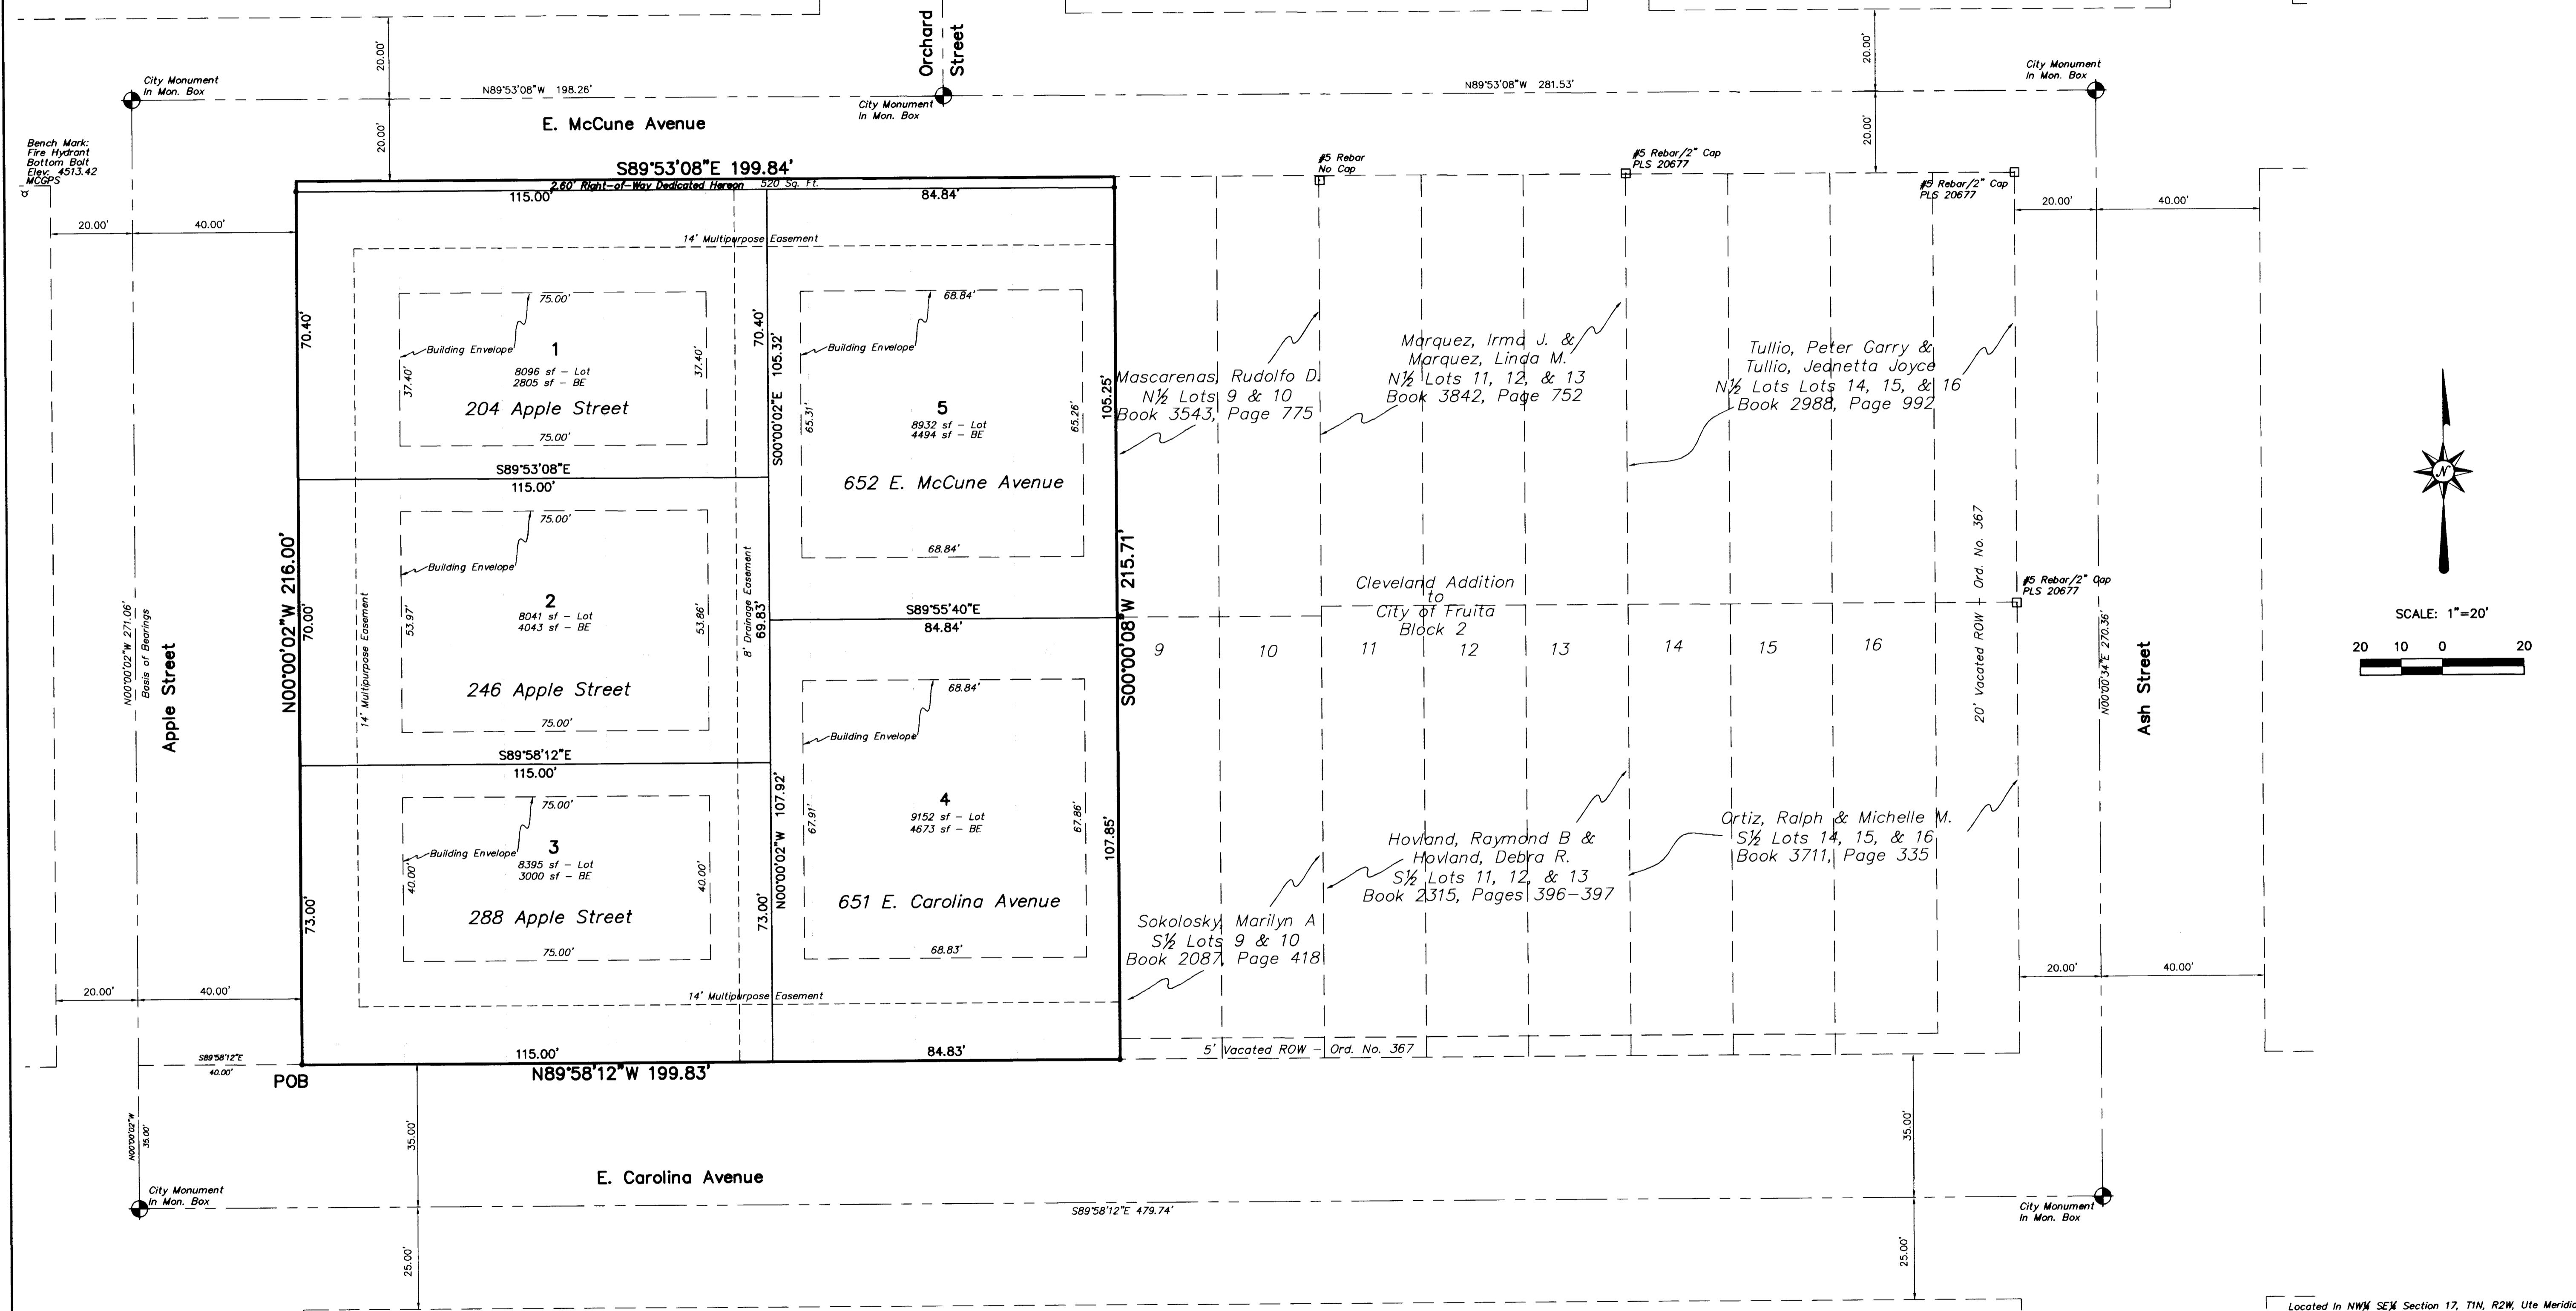 Orchard
Street
20.00'
20.00'
City Monument
In Mon. Box
N89°53'08"W 198.26'
City Monument
In Mon. Box
N89°53'08"W 281.53'
City Monument
In Mon. Box
20.00'
20.00'
E. McCune Avenue
Bench Mark:
Fire Hydrant
Bottom Bolt
Elev: 4513.42
MCGPS
S89°53'08"E 199.84'
2.60' Right-of-Way Dedicated Hereon 520 Sq. Ft.
115.00'
84.84'
#5 Rebar
No Cap
#5 Rebar/2" Cap
PLS 20677
#5 Rebar/2" Cap
PLS 20677
20.00'
40.00'
20.00'
40.00'
14' Multipurpose Easement
75.00'
68.84'
70.40'
Building Envelope
1
8096 sf - Lot
2805 sf - BE
37.40'
37.40'
204 Apple Street
75.00'
70.40'
S00°00'02"E 105.32'
Building Envelope
65.31'
5
8932 sf - Lot
4494 sf - BE
65.26'
105.25'
652 E. McCune Avenue
68.84'
Mascarenas, Rudolfo D.
N½ Lots 9 & 10
Book 3543, Page 775
Marquez, Irma J. &
Marquez, Linda M.
N½ Lots 11, 12, & 13
Book 3842, Page 752
Tullio, Peter Garry &
Tullio, Jeanetta Joyce
N½ Lots Lots 14, 15, & 16
Book 2988, Page 992
N
SCALE: 1"=20'
20 10 0 20
S89°53'08"E
115.00'
75.00'
Building Envelope
2
8041 sf - Lot
4043 sf - BE
53.97'
53.86'
246 Apple Street
75.00'
N00°00'02"W 216.00'
70.00'
14' Multipurpose Easement
8' Drainage Easement
69.83'
S89°55'40"E
84.84'
S00°00'08"W 215.71'
Cleveland Addition
to
City of Fruita
Block 2
9 10 11 12 13 14 15 16
20' Vacated ROW - Ord. No. 367
#5 Rebar/2" Cap
PLS 20677
N00°00'34"E 270.36'
Ash Street
N00°00'02"W 271.06'
Basis of Bearings
Apple Street
S89°58'12"E
115.00'
75.00'
Building Envelope
3
8395 sf - Lot
3000 sf - BE
40.00'
40.00'
288 Apple Street
75.00'
73.00'
73.00'
N00°00'02"W 107.92'
68.84'
Building Envelope
67.91'
4
9152 sf - Lot
4673 sf - BE
67.86'
107.85'
651 E. Carolina Avenue
68.83'
14' Multipurpose Easement
Hovland, Raymond B &
Hovland, Debra R.
S½ Lots 11, 12, & 13
Book 2315, Pages 396-397
Ortiz, Ralph & Michelle M.
S½ Lots 14, 15, & 16
Book 3711, Page 335
Sokolosky, Marilyn A
S½ Lots 9 & 10
Book 2087, Page 418
20.00'
40.00'
20.00'
40.00'
S89°58'12"E
40.00'
POB
115.00'
84.83'
N89°58'12"W 199.83'
5' Vacated ROW - Ord. No. 367
N00°00'02"W
35.00'
35.00'
35.00'
E. Carolina Avenue
City Monument
In Mon. Box
S89°58'12"E 479.74'
City Monument
In Mon. Box
25.00'
25.00'
Located In NW¼ SE¼ Section 17, T1N, R2W, Ute Meridi